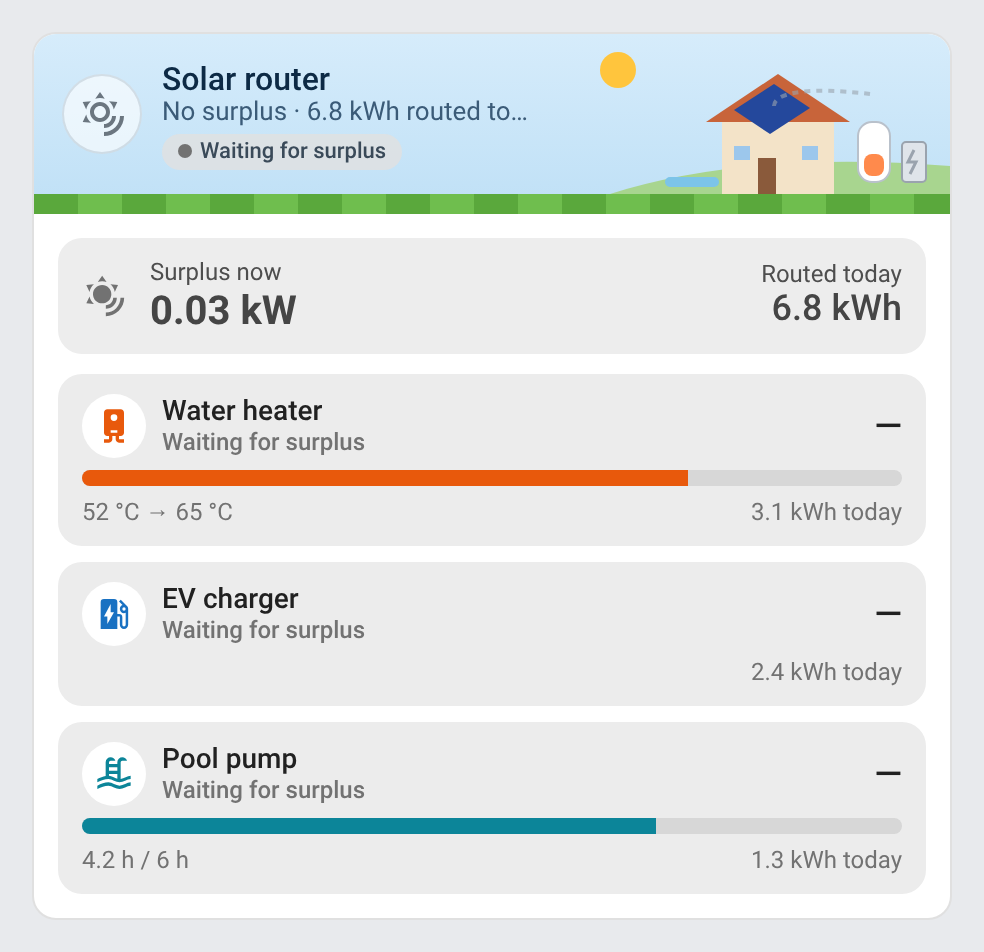 Solar router
No surplus · 6.8 kWh routed to…
Waiting for surplus
Surplus now
0.03 kW
Routed today
6.8 kWh
Water heater
Waiting for surplus
—
52 °C → 65 °C
3.1 kWh today
EV charger
Waiting for surplus
—
2.4 kWh today
Pool pump
Waiting for surplus
—
4.2 h / 6 h
1.3 kWh today